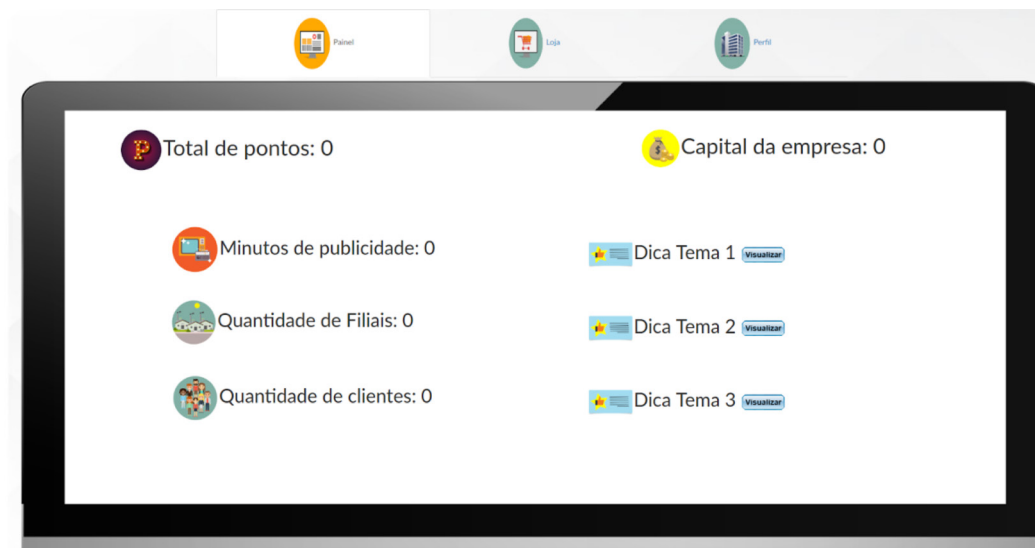 Painel
Loja
Perfil
Total de pontos: 0
Capital da empresa: 0
Minutos de publicidade: 0
Dica Tema 1 Visualizar
Quantidade de Filiais: 0
Dica Tema 2 Visualizar
Quantidade de clientes: 0
Dica Tema 3 Visualizar